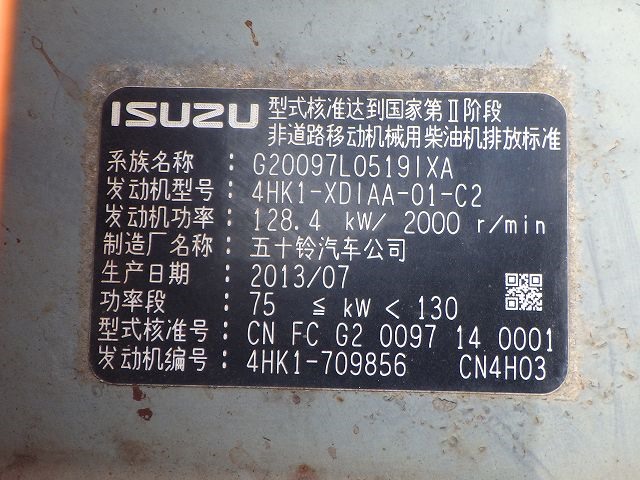 ISUZU 型式核准达到国家第Ⅱ阶段
非道路移动机械用柴油机排放标准
系族名称 : G20097L0519IXA
发动机型号: 4HK1-XDIAA-01-C2
发动机功率: 128.4 kW/ 2000 r/min
制造厂名称: 五十铃汽车公司
生产日期 : 2013/07
功率段 : 75 ≦ kW < 130
型式核准号: CN FC G2 0097 14 0001
发动机编号: 4HK1-709856 CN4H03